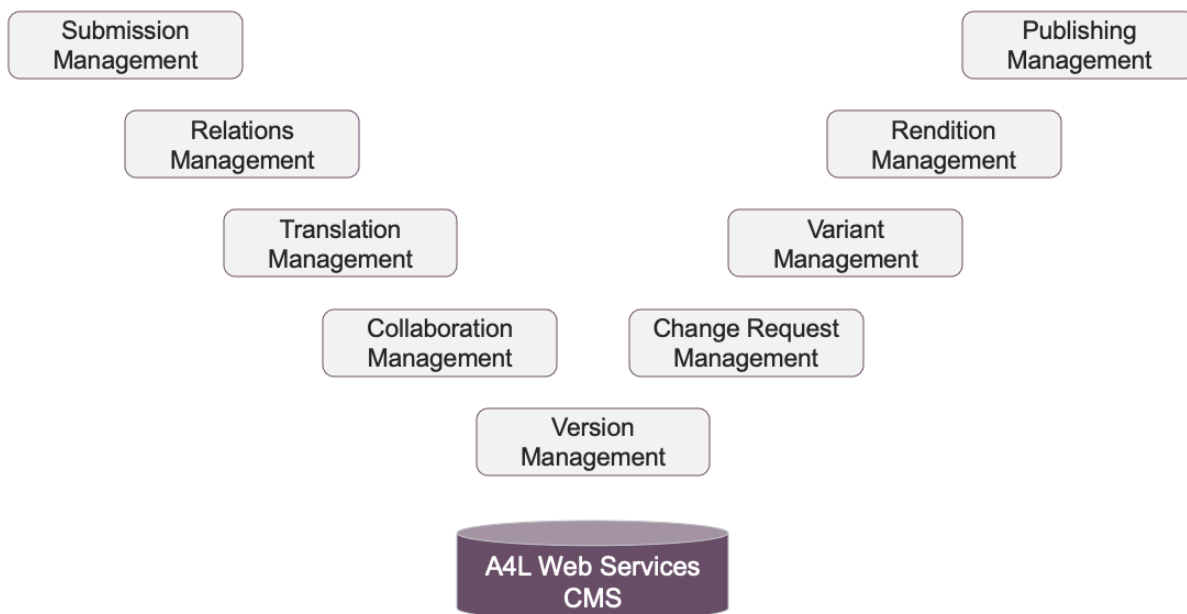 Submission
Management
Publishing
Management
Relations
Management
Rendition
Management
Translation
Management
Variant
Management
Collaboration
Management
Change Request
Management
Version
Management
A4L Web Services
CMS